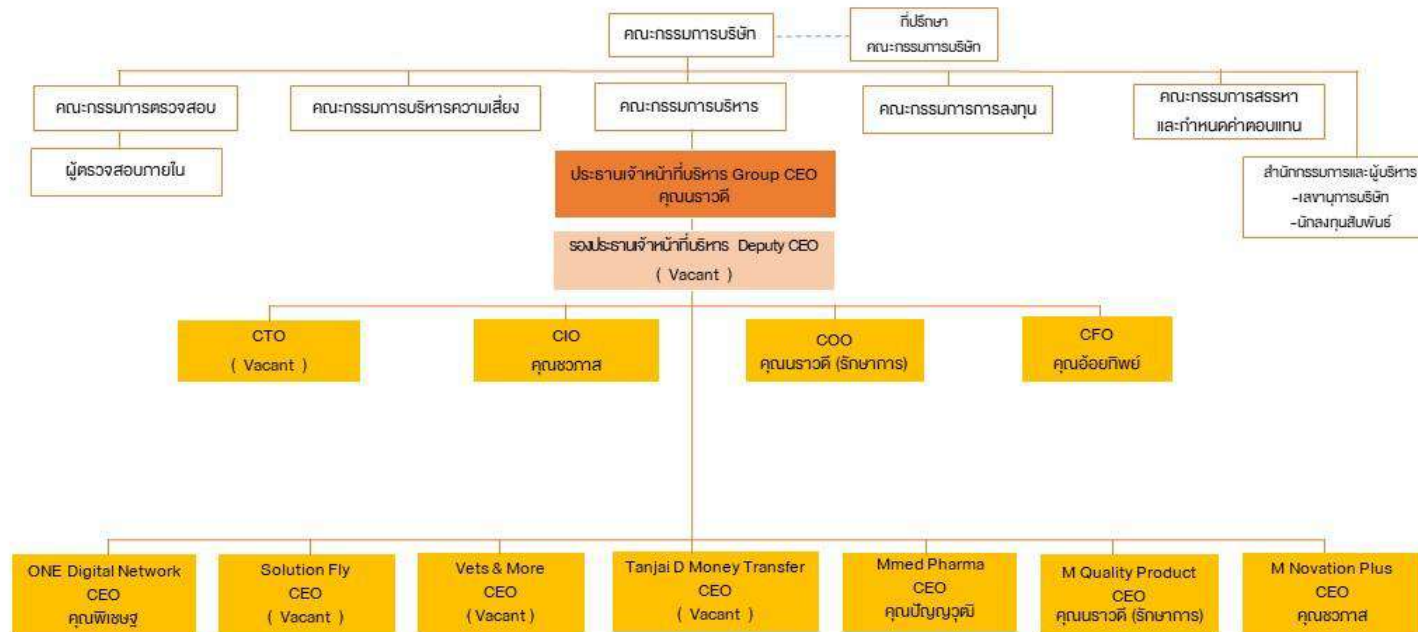 คณะกรรมการบริษัท
ที่ปรึกษา
คณะกรรมการบริษัท
คณะกรรมการตรวจสอบ
คณะกรรมการบริหารความเสี่ยง
คณะกรรมการบริหาร
คณะกรรมการการลงทุน
คณะกรรมการสรรหา
และกำหนดค่าตอบแทน
ผู้ตรวจสอบภายใน
ประธานเจ้าหน้าที่บริหาร Group CEO
คุณนราวดี
สำนักกรรมการและผู้บริหาร
-เลขานุการบริษัท
-นักลงทุนสัมพันธ์
รองประธานเจ้าหน้าที่บริหาร Deputy CEO
( Vacant )
CTO
( Vacant )
CIO
คุณชวภาส
COO
คุณนราวดี (รักษาการ)
CFO
คุณอ้อยทิพย์
ONE Digital Network
CEO
คุณพิเชษฐ
Solution Fly
CEO
( Vacant )
Vets & More
CEO
( Vacant )
Tanjai D Money Transfer
CEO
( Vacant )
Mmed Pharma
CEO
คุณปัญญวุฒิ
M Quality Product
CEO
คุณนราวดี (รักษาการ)
M Novation Plus
CEO
คุณชวภาส